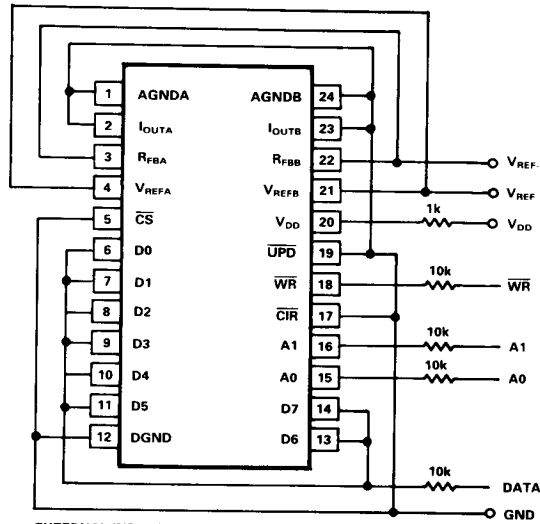 1 AGNDA AGNDB 24
2 IOUTA IOUTB 23
3 RFBA RFBB 22 VREF-
4 VREFA VREFB 21 VREF
5 CS VDD 20 1k VDD
6 D0 UPD 19
7 D1 WR 18 10k WR
8 D2 CIR 17
9 D3 A1 16 10k A1
10 D4 A0 15 10k A0
11 D5 D7 14
12 DGND D6 13
10k DATA
GND